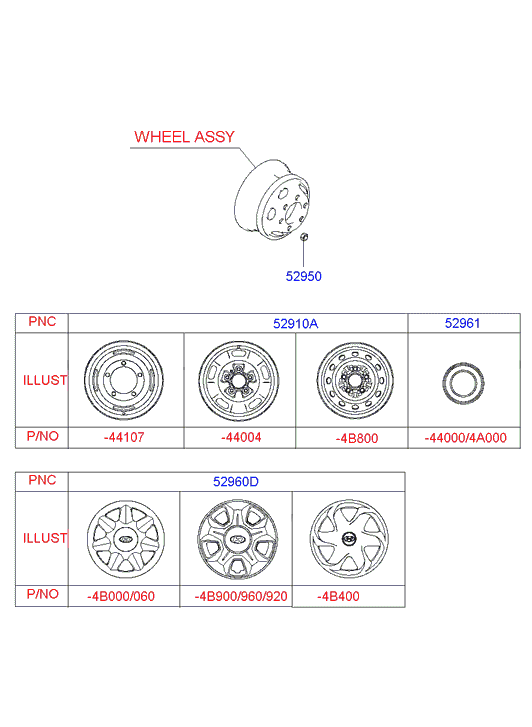 WHEEL ASSY
52950
PNC 52910A 52961
ILLUST
P/NO -44107 -44004 -4B800 -44000/4A000
PNC 52960D
ILLUST
P/NO -4B000/060 -4B900/960/920 -4B400